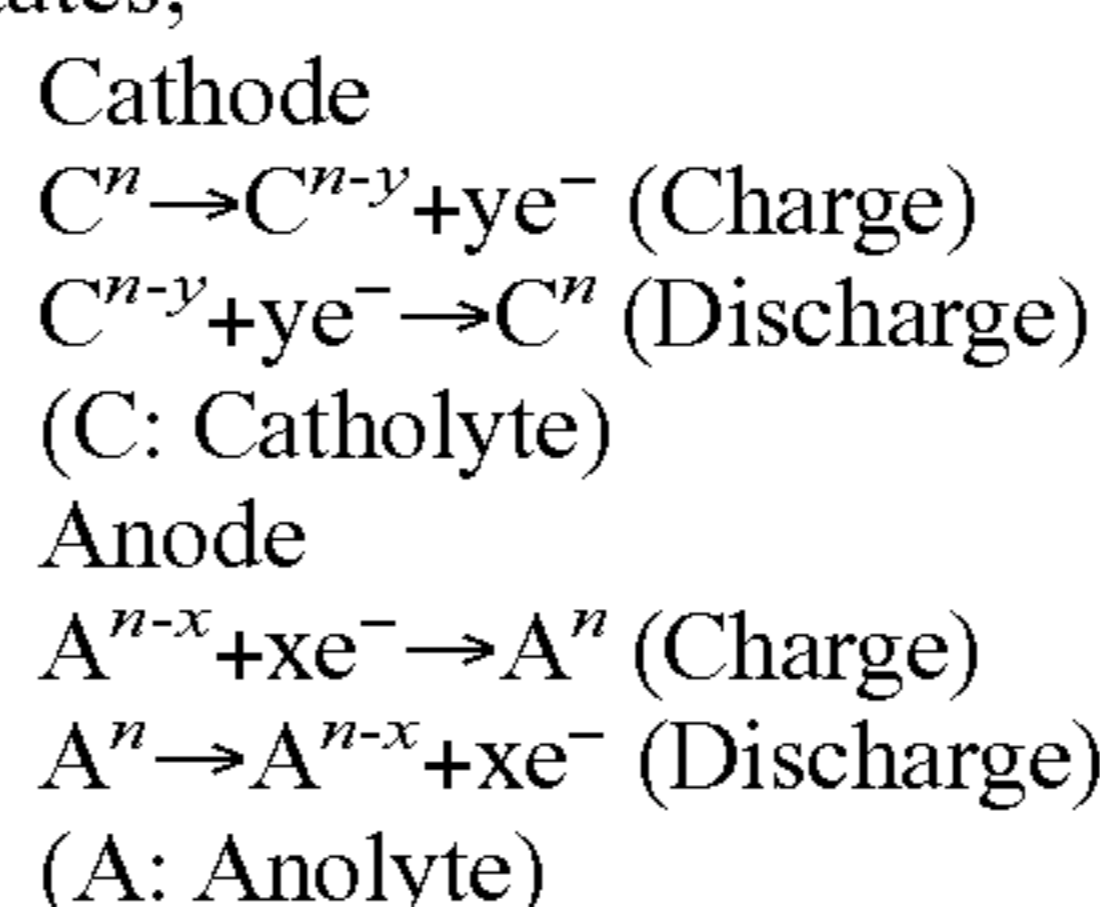 Cathode
Cⁿ→Cⁿ⁻ʸ+ye⁻ (Charge)
Cⁿ⁻ʸ+ye⁻→Cⁿ (Discharge)
(C: Catholyte)
Anode
Aⁿ⁻ˣ+xe⁻→Aⁿ (Charge)
Aⁿ→Aⁿ⁻ˣ+xe⁻ (Discharge)
(A: Anolyte)